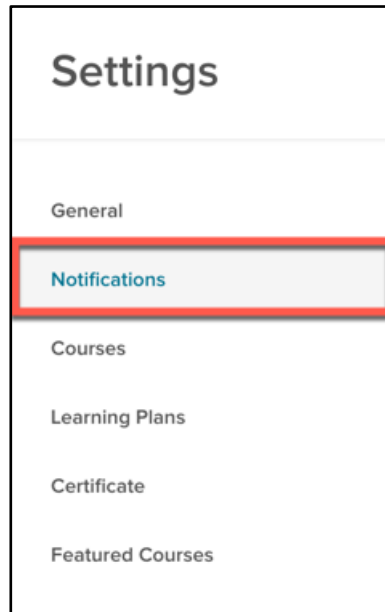 Settings
General
Notifications
Courses
Learning Plans
Certificate
Featured Courses